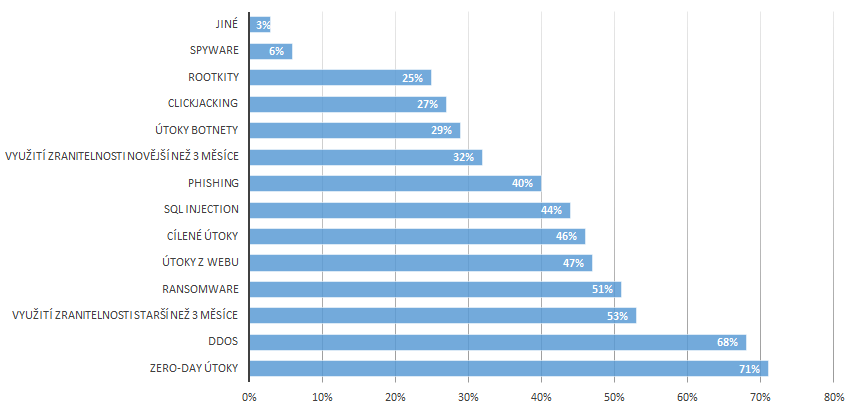 JINÉ 3%
SPYWARE 6%
ROOTKITY 25%
CLICKJACKING 27%
ÚTOKY BOTNETY 29%
VYUŽITÍ ZRANITELNOSTI NOVĚJŠÍ NEŽ 3 MĚSÍCE 32%
PHISHING 40%
SQL INJECTION 44%
CÍLENÉ ÚTOKY 46%
ÚTOKY Z WEBU 47%
RANSOMWARE 51%
VYUŽITÍ ZRANITELNOSTI STARŠÍ NEŽ 3 MĚSÍCE 53%
DDOS 68%
ZERO-DAY ÚTOKY 71%
0% 10% 20% 30% 40% 50% 60% 70% 80%